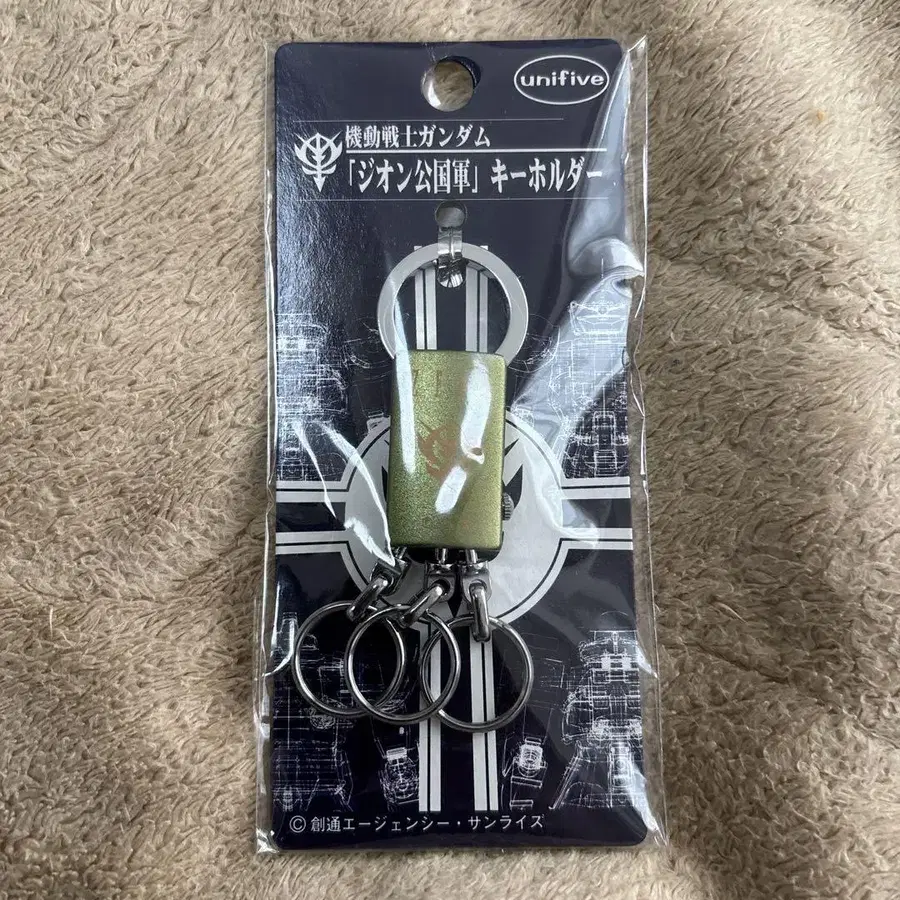 unifive
機動戦士ガンダム
「ジオン公国軍」キーホルダー
© 創通エージェンシー・サンライズ